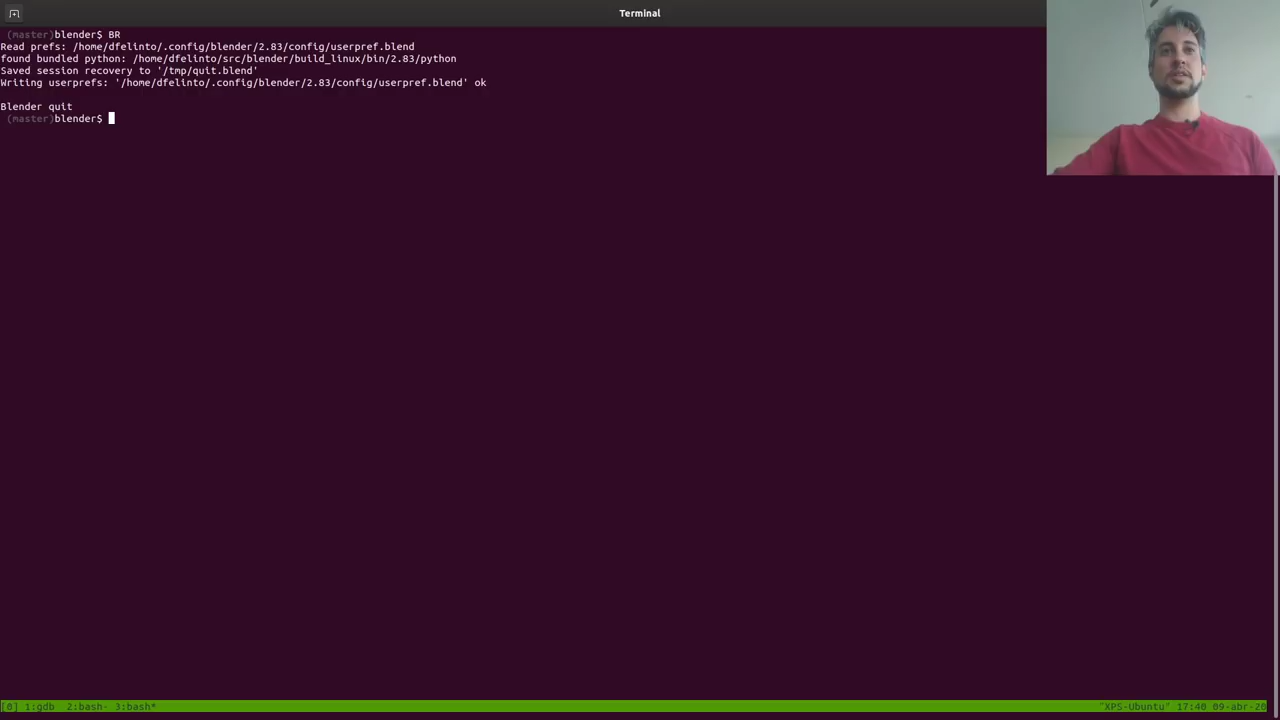 Terminal
(master)blender$ BR
Read prefs: /home/dfelinto/.config/blender/2.83/config/userpref.blend
found bundled python: /home/dfelinto/src/blender/build_linux/bin/2.83/python
Saved session recovery to '/tmp/quit.blend'
Writing userprefs: '/home/dfelinto/.config/blender/2.83/config/userpref.blend' ok
Blender quit
(master)blender$
[0] 1:gdb 2:bash- 3:bash* "XPS-Ubuntu" 17:40 09-abr-20